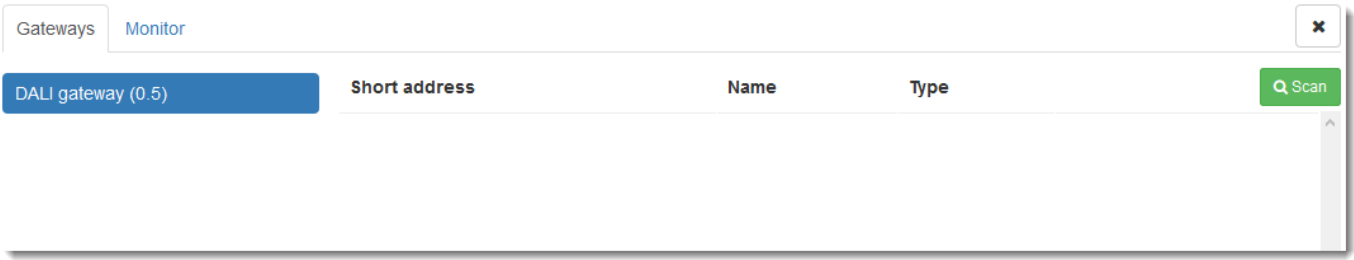 Gateways Monitor
DALI gateway (0.5) Short address Name Type Scan